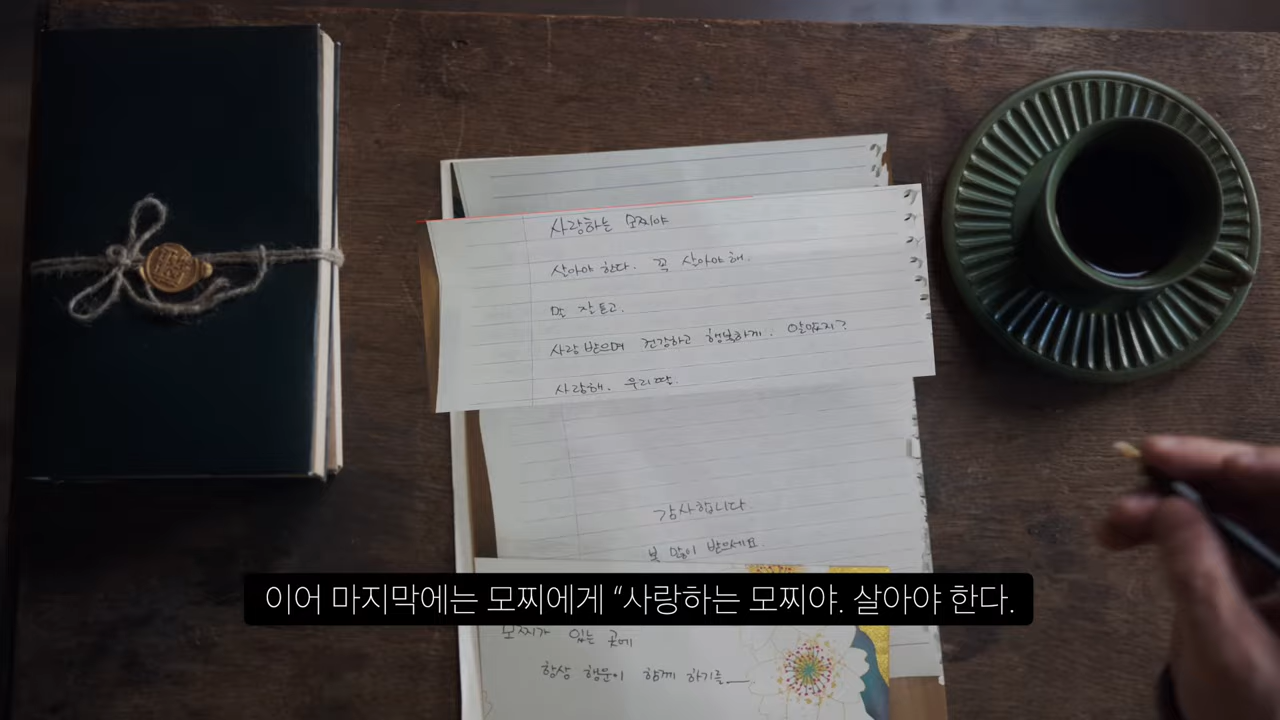 사랑하는 모찌야
살아야 한다. 꼭 살아야 해.
맘 잘 듣고.
사랑 받으며 건강하고 행복하게. 알았지?
사랑해. 우리딸.
감사합니다.
복 많이 받으세요.
이어 마지막에는 모찌에게 “사랑하는 모찌야. 살아야 한다.
모찌가 있는 곳에
항상 행운이 함께 하기를